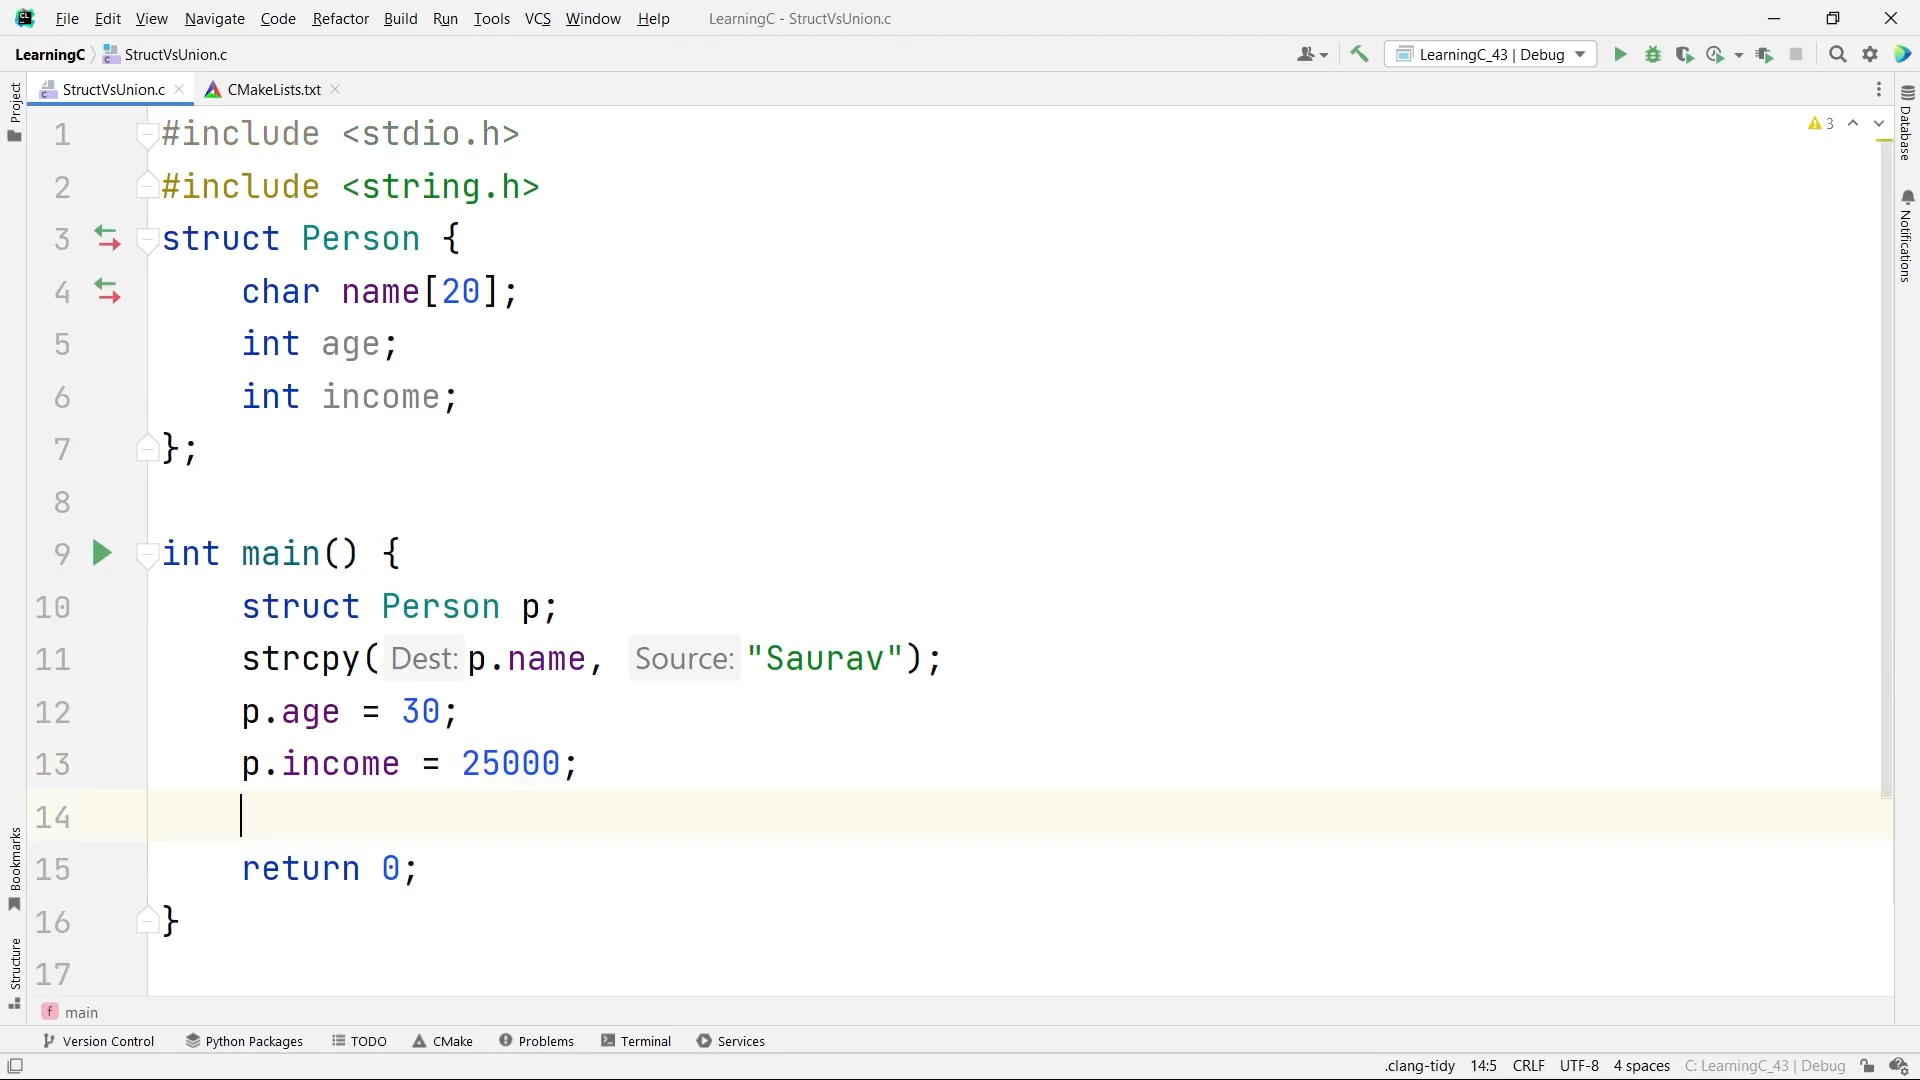 File Edit View Navigate Code Refactor Build Run Tools VCS Window Help LearningC - StructVsUnion.c
LearningC StructVsUnion.c LearningC_43 | Debug
StructVsUnion.c CMakeLists.txt
Project
Database
Notifications
3
1 #include <stdio.h>
2 #include <string.h>
3 struct Person {
4 char name[20];
5 int age;
6 int income;
7 };
8
9 int main() {
10 struct Person p;
11 strcpy( Dest: p.name, Source: "Saurav");
12 p.age = 30;
13 p.income = 25000;
14
15 return 0;
16 }
17
Bookmarks
Structure
f main
Version Control Python Packages TODO CMake Problems Terminal Services
.clang-tidy 14:5 CRLF UTF-8 4 spaces C: LearningC_43 | Debug